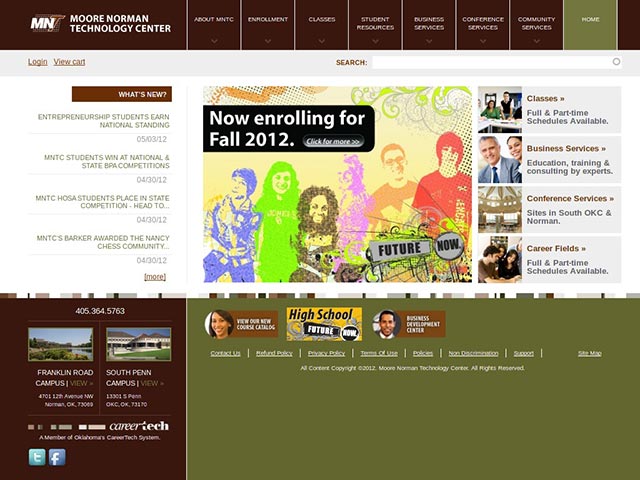 MNT MOORE NORMAN
TECHNOLOGY CENTER
ABOUT MNTC
ENROLLMENT
CLASSES
STUDENT
RESOURCES
BUSINESS
SERVICES
CONFERENCE
SERVICES
COMMUNITY
SERVICES
HOME
Login View cart
SEARCH:
WHAT'S NEW?
ENTREPRENEURSHIP STUDENTS EARN
NATIONAL STANDING
05/03/12
MNTC STUDENTS WIN AT NATIONAL &
STATE BPA COMPETITIONS
04/30/12
MNTC HOSA STUDENTS PLACE IN STATE
COMPETITION - HEAD TO...
04/30/12
MNTC'S BARKER AWARDED THE NANCY
CHESS COMMUNITY...
04/30/12
[more]
Now enrolling for
Fall 2012. Click for more >>
FUTURE NOW.
Classes »
Full & Part-time
Schedules Available.
Business Services »
Education, training &
consulting by experts.
Conference Services »
Sites in South OKC &
Norman.
Career Fields »
Full & Part-time
Schedules Available.
405.364.5763
FRANKLIN ROAD
CAMPUS | VIEW »
4701 12th Avenue NW
Norman, OK, 73069
SOUTH PENN
CAMPUS | VIEW »
13301 S Penn
OKC, OK, 73170
careertech
A Member of Oklahoma's CareerTech System.
VIEW OUR NEW
COURSE CATALOG
High School
FUTURE NOW
BUSINESS
DEVELOPMENT
CENTER
Contact Us Refund Policy Privacy Policy Terms Of Use Policies Non Discrimination Support Site Map
All Content Copyright ©2012. Moore Norman Technology Center. All Rights Reserved.